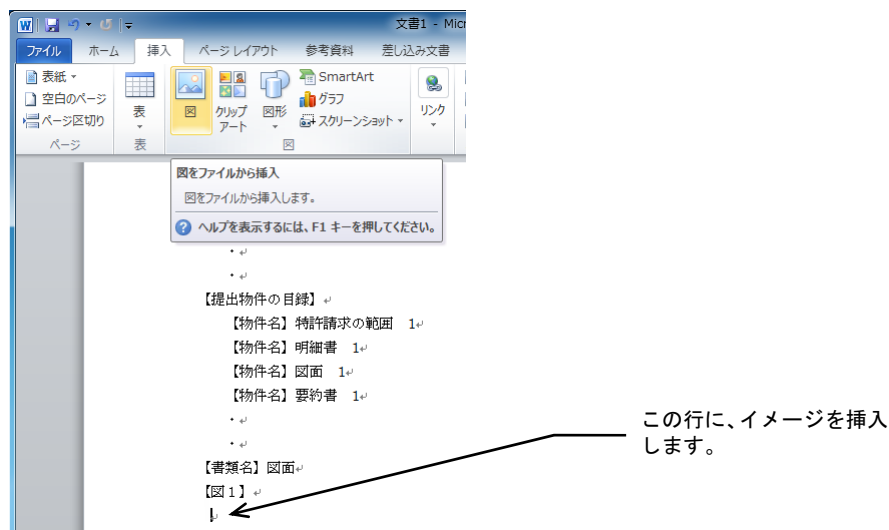 文書1 - Mic
ファイル ホーム 挿入 ページ レイアウト 参考資料 差し込み文書
表紙
空白のページ
ページ区切り
ページ
表
表
図
クリップ
アート
図形
SmartArt
グラフ
スクリーンショット
図
リンク
図をファイルから挿入
図をファイルから挿入します。
ヘルプを表示するには、F1 キーを押してください。
・↵
・↵
【提出物件の目録】↵
【物件名】特許請求の範囲 1↵
【物件名】明細書 1↵
【物件名】図面 1↵
【物件名】要約書 1↵
・↵
・↵
【書類名】図面↵
【図1】↵
↵
この行に、イメージを挿入
します。